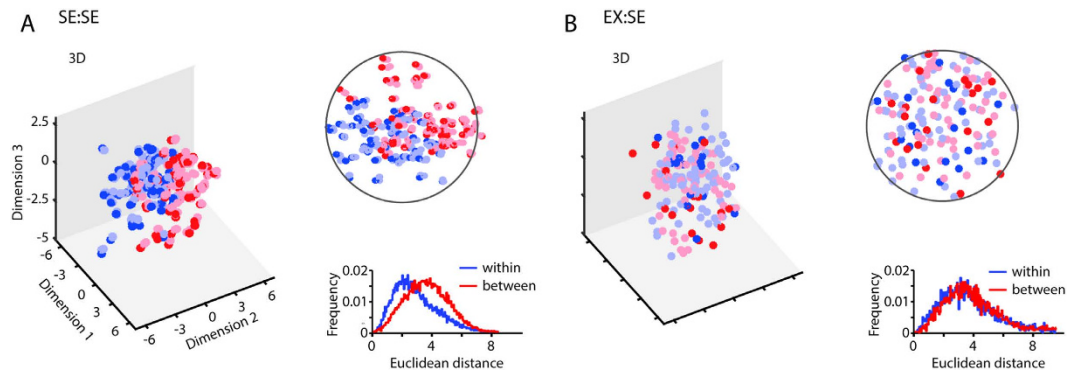 A SE:SE
3D
2.5
0
-2.5
-5
Dimension 3
-6
-3
0
3
6
Dimension 1
-6
-3
0
3
6
Dimension 2
0.02
0.01
0
Frequency
within
between
0 4 8
Euclidean distance
B EX:SE
3D
0.02
0.01
0
Frequency
within
between
0 4 8
Euclidean distance